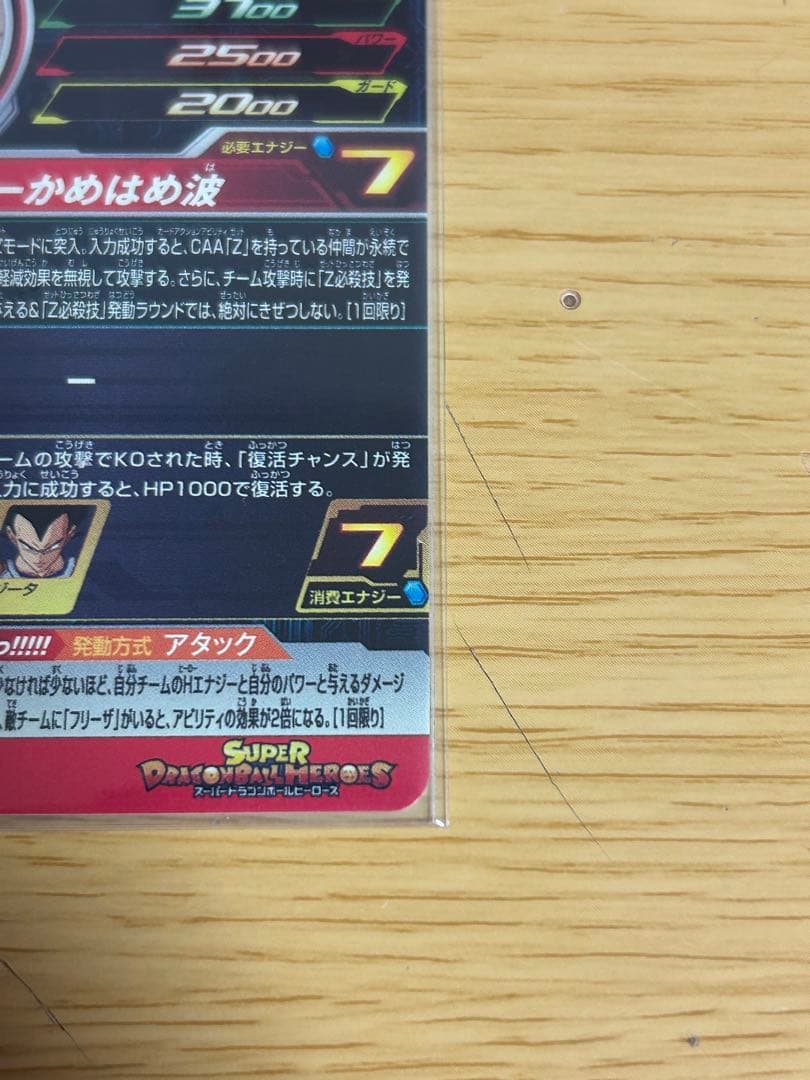 3700
パワー
2500
ガード
2000
必要エナジー 7
ーかめはめ波
モードに突入。入力成功すると、CAA「Z」を持っている仲間が永続で
軽減効果を無視して攻撃する。さらに、チーム攻撃時に「Z必殺技」を発
える&「Z必殺技」発動ラウンドでは、絶対にきぜつしない。[1回限り]
ー
ームの攻撃でKOされた時、「復活チャンス」が発
力に成功すると、HP1000で復活する。
ータ
7
消費エナジー
っ!!!!! 発動方式 アタック
なければ少ないほど、自分チームのHエナジーと自分のパワーと与えるダメージ
、敵チームに「フリーザ」がいると、アビリティの効果が2倍になる。[1回限り]
SUPER
DRAGONBALL HEROES
スーパードラゴンボールヒーローズ